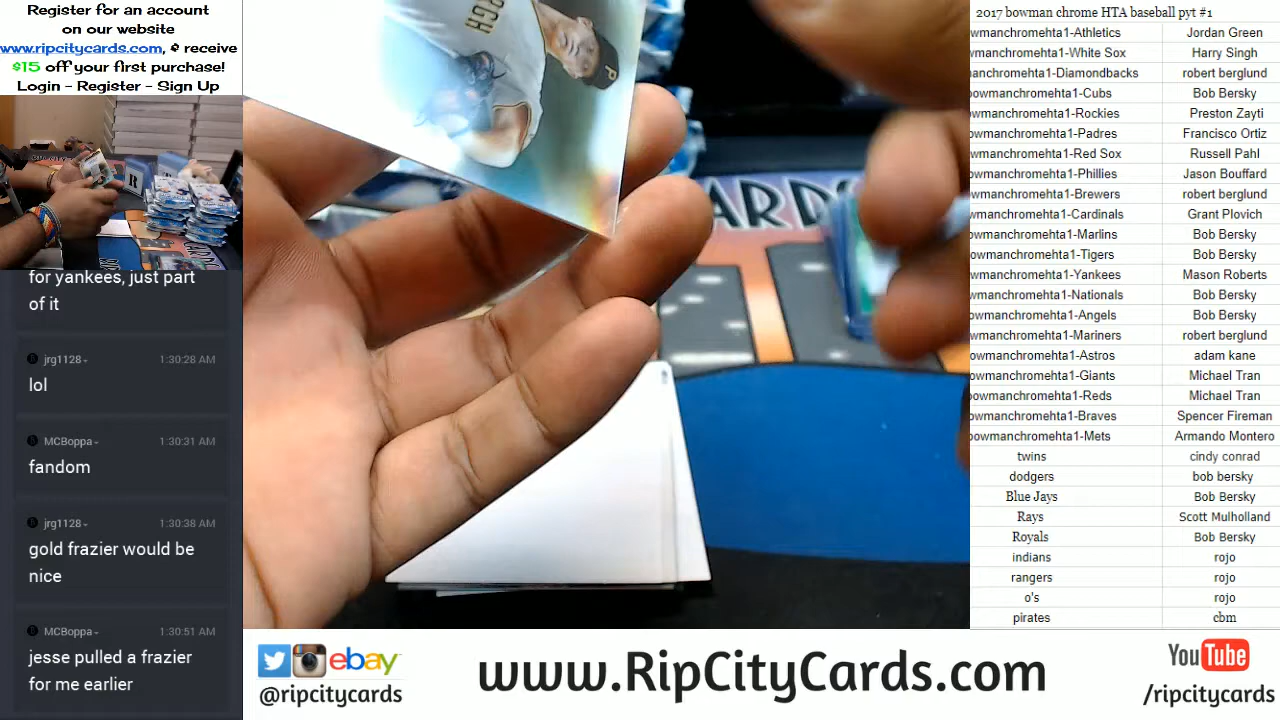 Register for an account
on our website
www.ripcitycards.com, & receive
$15 off your first purchase!
Login - Register - Sign Up
for yankees, just part
of it
jrg1128
1:30:28 AM
lol
MCBoppa
1:30:31 AM
fandom
jrg1128
1:30:38 AM
gold frazier would be
nice
MCBoppa
1:30:51 AM
jesse pulled a frazier
for me earlier
RGH
P
ARDS
2017 bowman chrome HTA baseball pyt #1
wmanchromehta1-Athletics Jordan Green
owmanchromehta1-White Sox Harry Singh
manchromehta1-Diamondbacks robert berglund
bowmanchromehta1-Cubs Bob Bersky
owmanchromehta1-Rockies Preston Zayti
owmanchromehta1-Padres Francisco Ortiz
owmanchromehta1-Red Sox Russell Pahl
owmanchromehta1-Phillies Jason Bouffard
owmanchromehta1-Brewers robert berglund
owmanchromehta1-Cardinals Grant Plovich
owmanchromehta1-Marlins Bob Bersky
owmanchromehta1-Tigers Bob Bersky
owmanchromehta1-Yankees Mason Roberts
owmanchromehta1-Nationals Bob Bersky
owmanchromehta1-Angels Bob Bersky
wmanchromehta1-Mariners robert berglund
owmanchromehta1-Astros adam kane
owmanchromehta1-Giants Michael Tran
owmanchromehta1-Reds Michael Tran
owmanchromehta1-Braves Spencer Fireman
bowmanchromehta1-Mets Armando Montero
twins cindy conrad
dodgers bob bersky
Blue Jays Bob Bersky
Rays Scott Mulholland
Royals Bob Bersky
indians rojo
rangers rojo
o's rojo
pirates cbm
ebay
@ripcitycards
www.RipCityCards.com
YouTube
/ripcitycards